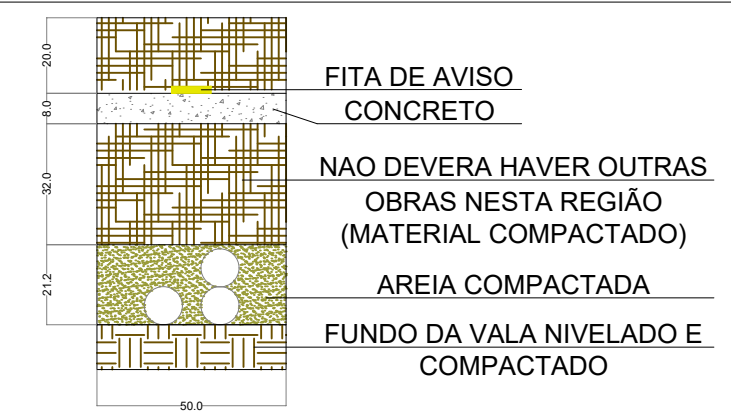 20.0
FITA DE AVISO
8.0
CONCRETO
32.0
NAO DEVERA HAVER OUTRAS
OBRAS NESTA REGIÃO
(MATERIAL COMPACTADO)
21.2
AREIA COMPACTADA
FUNDO DA VALA NIVELADO E
COMPACTADO
50.0